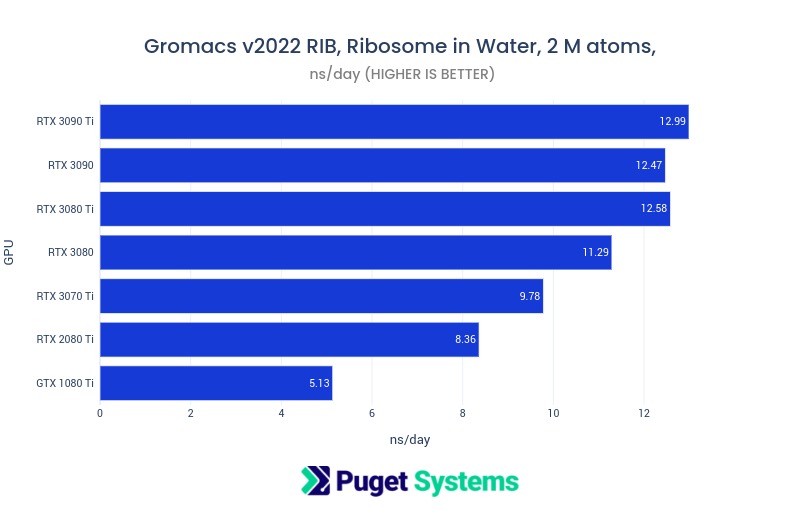 Gromacs v2022 RIB, Ribosome in Water, 2 M atoms,
ns/day (HIGHER IS BETTER)
GPU
RTX 3090 Ti 12.99
RTX 3090 12.47
RTX 3080 Ti 12.58
RTX 3080 11.29
RTX 3070 Ti 9.78
RTX 2080 Ti 8.36
GTX 1080 Ti 5.13
0 2 4 6 8 10 12
ns/day
Puget Systems